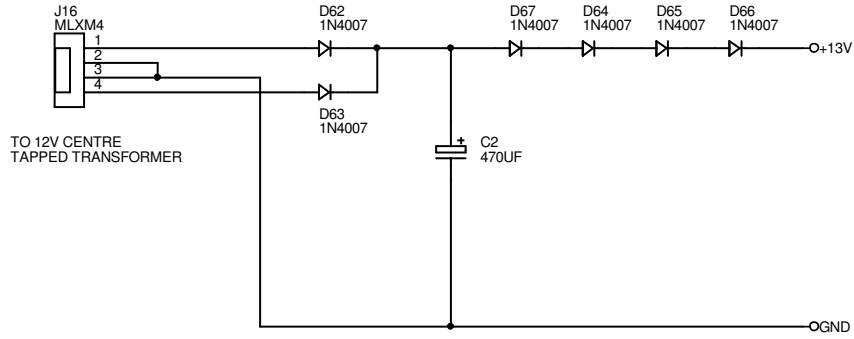 J16
MLXM4
1
2
3
4
TO 12V CENTRE
TAPPED TRANSFORMER
D62
1N4007
D63
1N4007
+
C2
470UF
D67
1N4007
D64
1N4007
D65
1N4007
D66
1N4007
+13V
GND